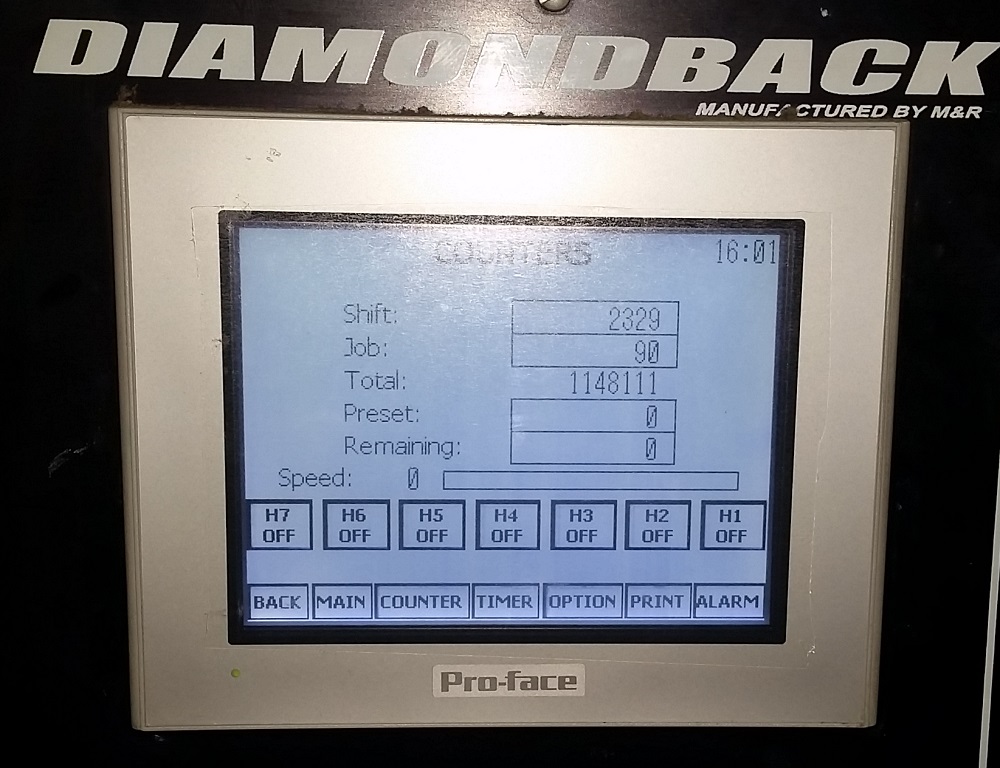 DIAMONDBACK
MANUFACTURED BY M&R
COUNTERS 16:01
Shift: 2329
Job: 90
Total: 1148111
Preset: 0
Remaining: 0
Speed: 0
H7 H6 H5 H4 H3 H2 H1
OFF OFF OFF OFF OFF OFF OFF
BACK MAIN COUNTER TIMER OPTION PRINT ALARM
Pro-face